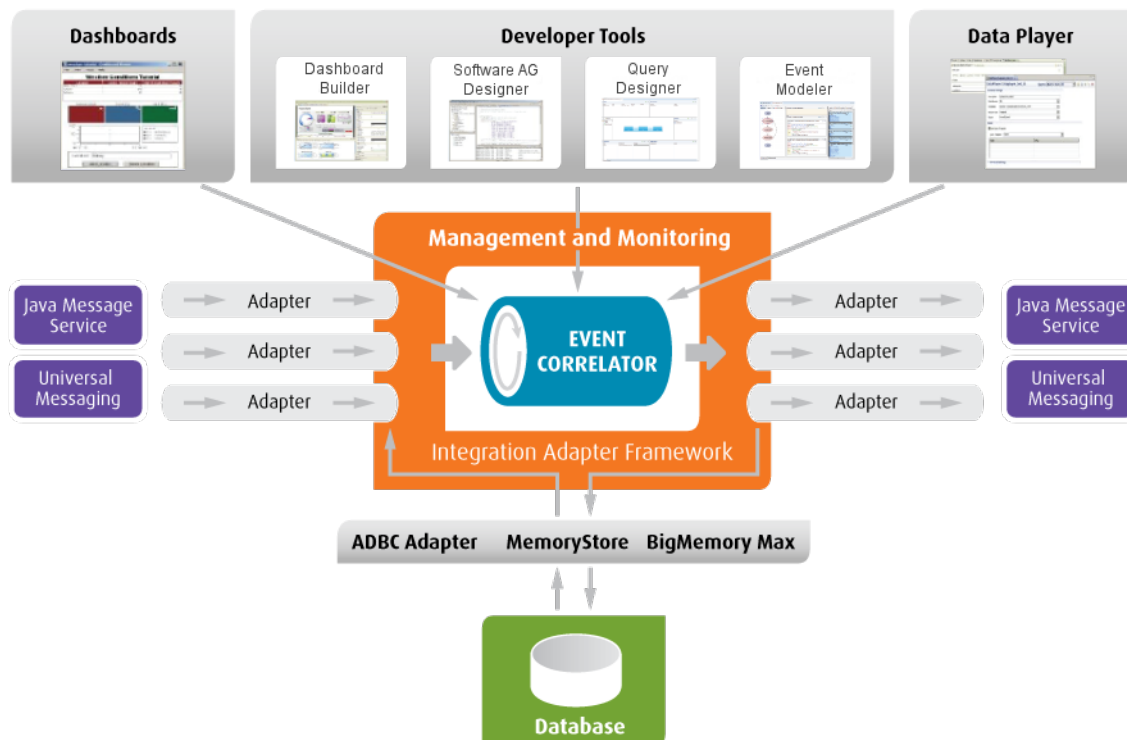 Dashboards
Developer Tools
Data Player
Dashboard
Builder
Software AG
Designer
Query
Designer
Event
Modeler
Management and Monitoring
Java Message
Service
Universal
Messaging
Adapter
Adapter
Adapter
EVENT
CORRELATOR
Adapter
Adapter
Adapter
Java Message
Service
Universal
Messaging
Integration Adapter Framework
ADBC Adapter
MemoryStore
BigMemory Max
Database